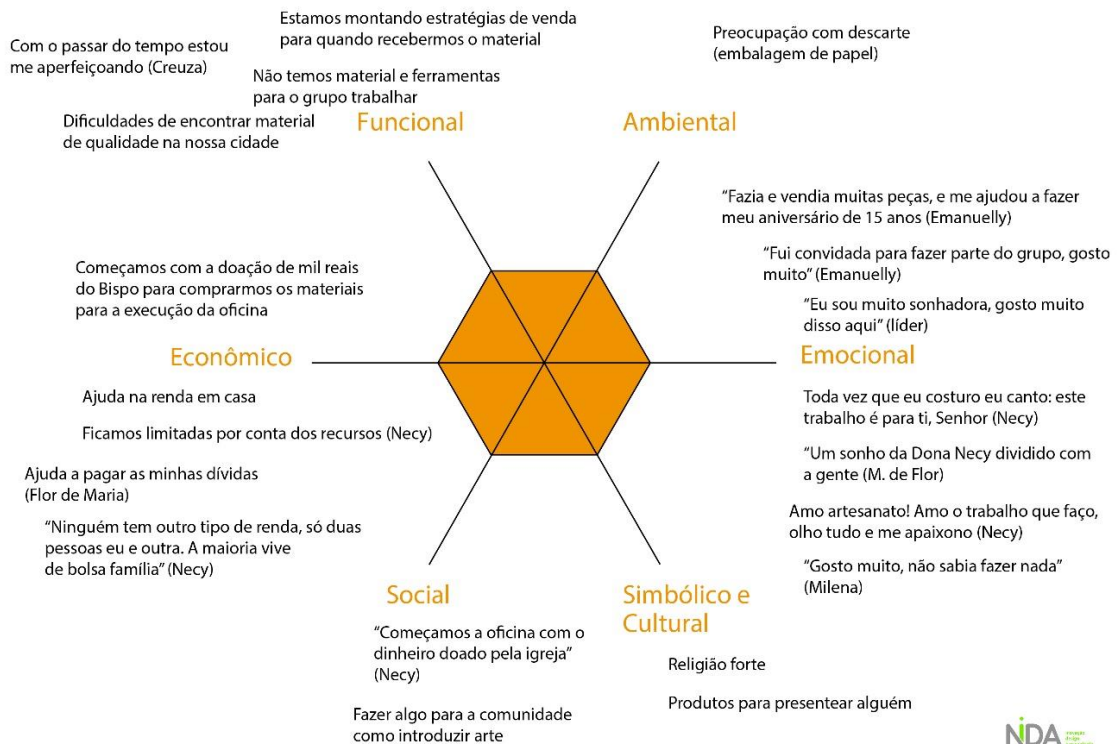 Estamos montando estratégias de venda
para quando recebermos o material
Com o passar do tempo estou
me aperfeiçoando (Creuza)
Não temos material e ferramentas
para o grupo trabalhar
Dificuldades de encontrar material
de qualidade na nossa cidade
Funcional
Preocupação com descarte
(embalagem de papel)
Ambiental
“Fazia e vendia muitas peças, e me ajudou a fazer
meu aniversário de 15 anos (Emanuelly)
“Fui convidada para fazer parte do grupo, gosto
muito” (Emanuelly)
“Eu sou muito sonhadora, gosto muito
disso aqui” (líder)
Emocional
Toda vez que eu costuro eu canto: este
trabalho é para ti, Senhor (Necy)
“Um sonho da Dona Necy dividido com
a gente (M. de Flor)
Amo artesanato! Amo o trabalho que faço,
olho tudo e me apaixono (Necy)
“Gosto muito, não sabia fazer nada”
(Milena)
Começamos com a doação de mil reais
do Bispo para comprarmos os materiais
para a execução da oficina
Econômico
Ajuda na renda em casa
Ficamos limitadas por conta dos recursos (Necy)
Ajuda a pagar as minhas dívidas
(Flor de Maria)
“Ninguém tem outro tipo de renda, só duas
pessoas eu e outra. A maioria vive
de bolsa família” (Necy)
Social
“Começamos a oficina com o
dinheiro doado pela igreja”
(Necy)
Fazer algo para a comunidade
como introduzir arte
Simbólico e
Cultural
Religião forte
Produtos para presentear alguém
NIDA